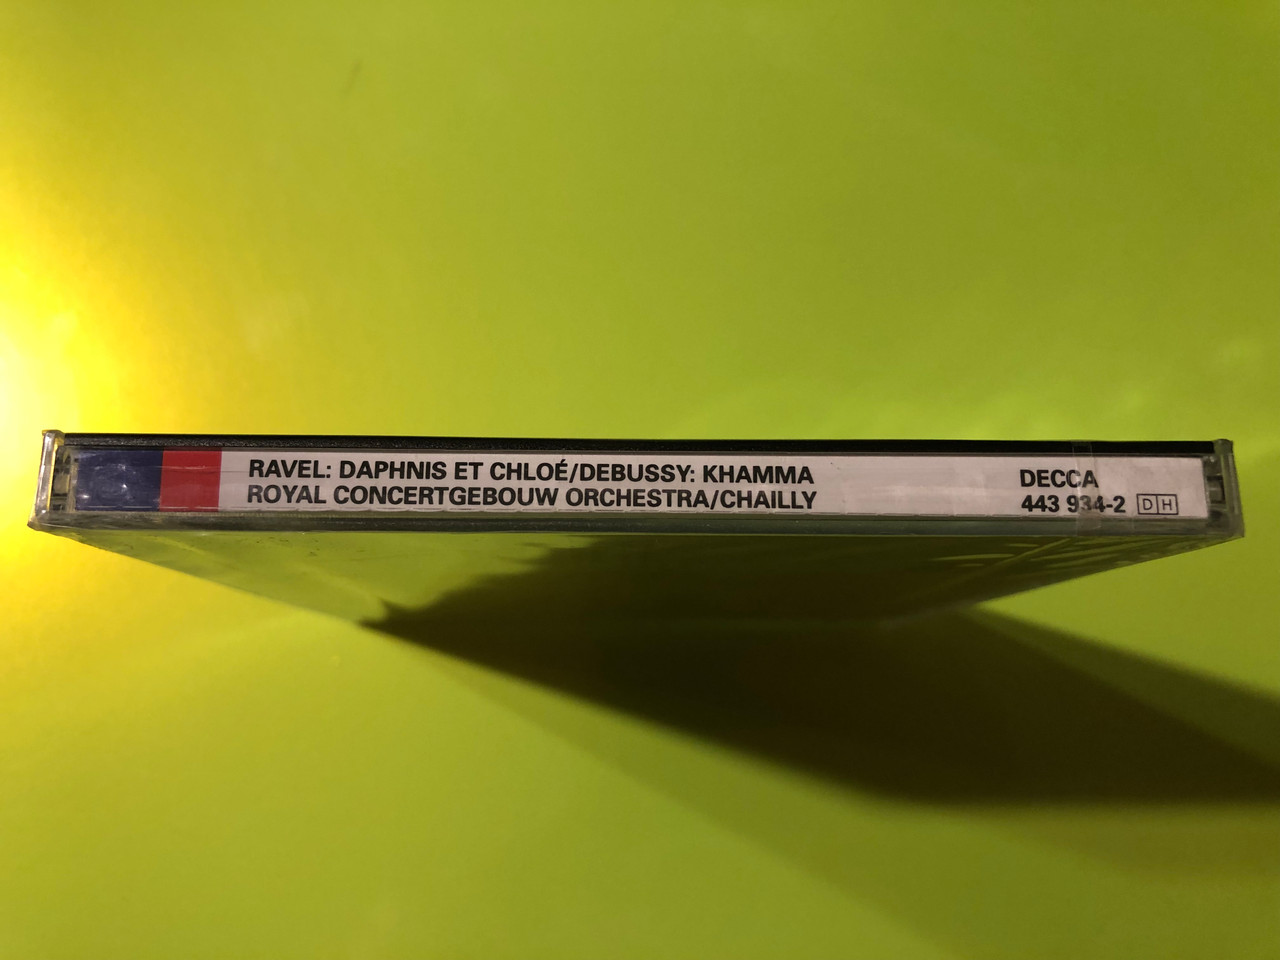 RAVEL: DAPHNIS ET CHLOÉ/DEBUSSY: KHAMMA
ROYAL CONCERTGEBOUW ORCHESTRA/CHAILLY
DECCA
443 934-2 DH